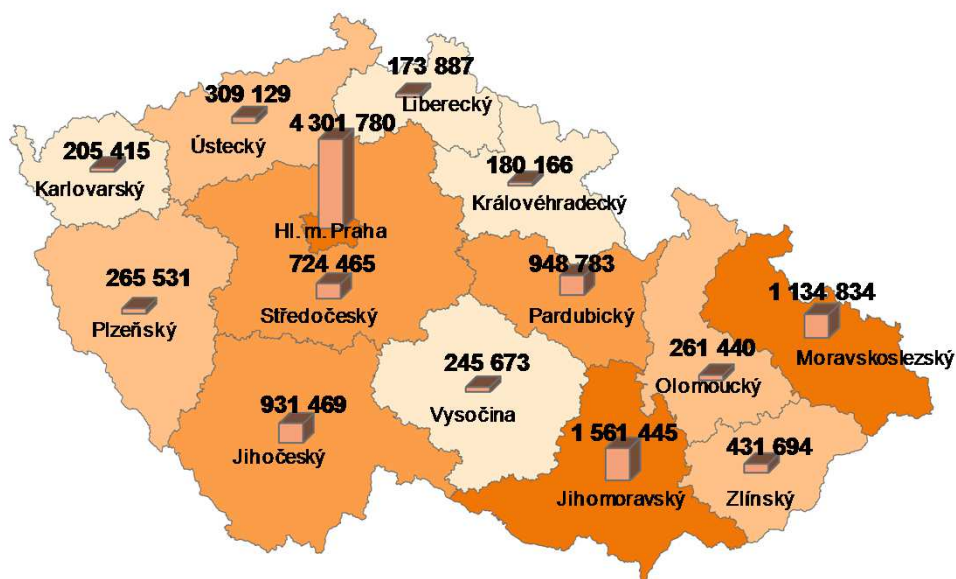 173 887
Liberecký
309 129
Ústecký
4 301 780
Hl. m. Praha
205 415
Karlovarský
180 166
Královéhradecký
724 465
Středočeský
948 783
Pardubický
265 531
Plzeňský
1 134 834
Moravskoslezský
261 440
Olomoucký
245 673
Vysočina
931 469
Jihočeský
1 561 445
Jihomoravský
431 694
Zlínský